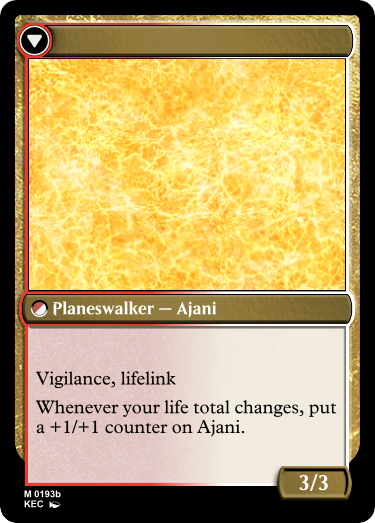 Planeswalker — Ajani
Vigilance, lifelink
Whenever your life total changes, put
a +1/+1 counter on Ajani.
3/3
M 0193b
KEC